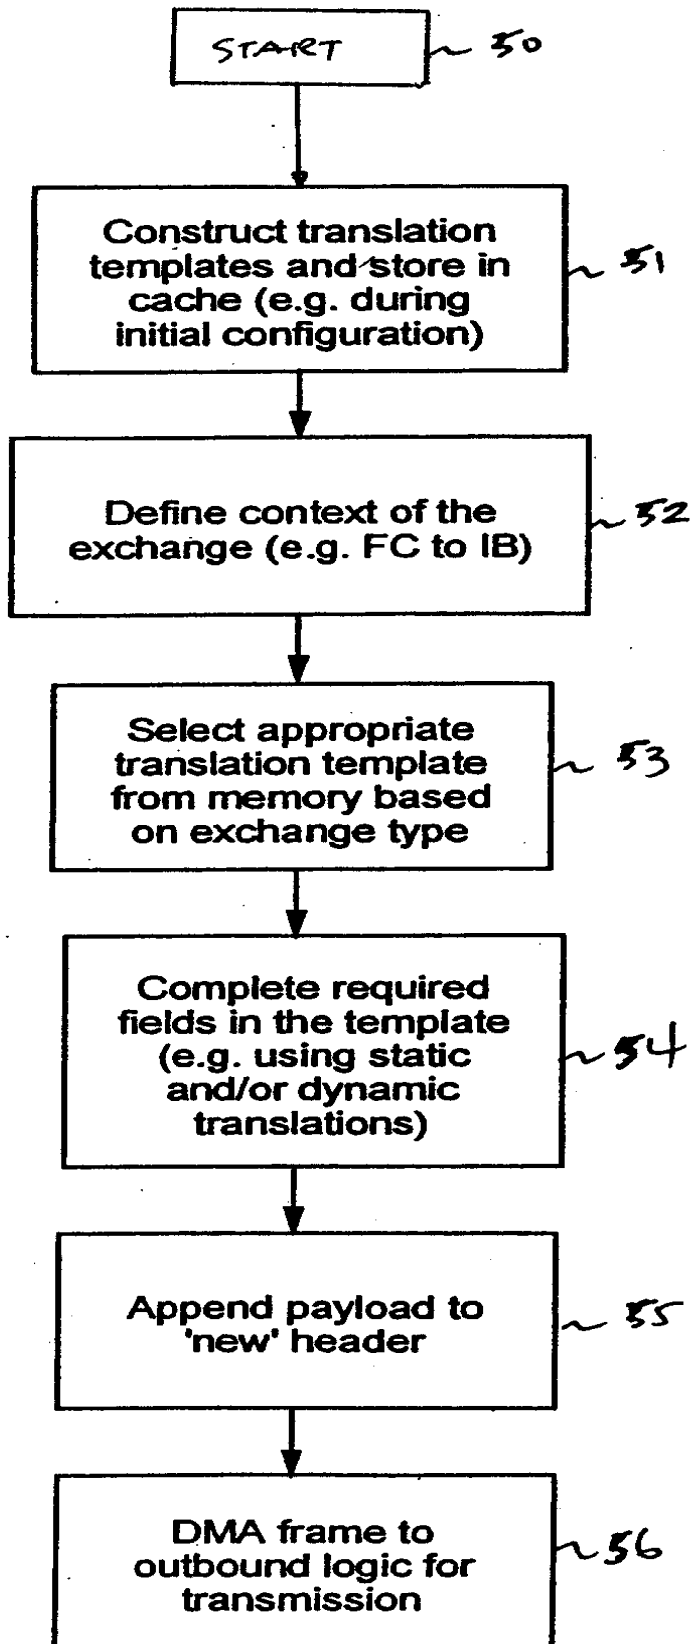 START
50
Construct translation
templates and store in
cache (e.g. during
initial configuration)
51
Define context of the
exchange (e.g. FC to IB)
52
Select appropriate
translation template
from memory based
on exchange type
53
Complete required
fields in the template
(e.g. using static
and/or dynamic
translations)
54
Append payload to
'new' header
55
DMA frame to
outbound logic for
transmission
56